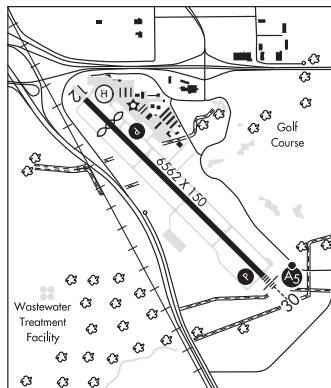 12
H
P
6562 X 150
Golf
Course
P
A5
30
Wastewater
Treatment
Facility